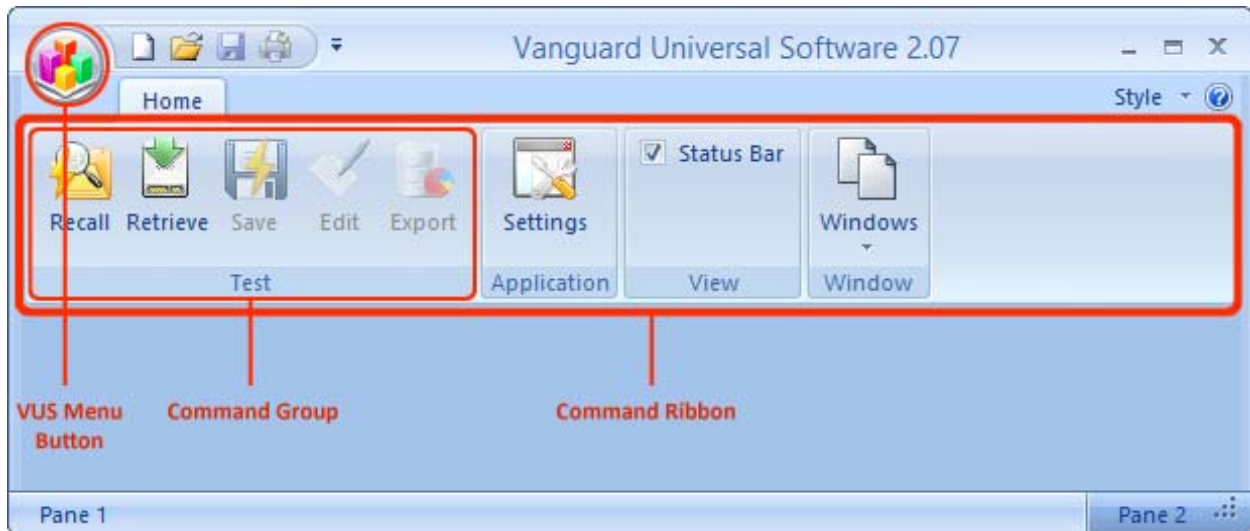 Vanguard Universal Software 2.07
Home
Style
Status Bar
Recall Retrieve Save Edit Export
Settings
Windows
Test
Application
View
Window
VUS Menu
Button
Command Group
Command Ribbon
Pane 1
Pane 2